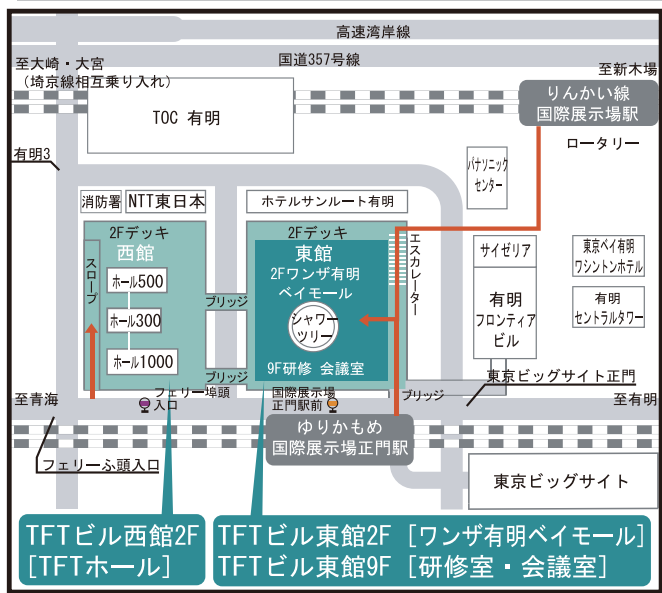 高速湾岸線
国道357号線
至大崎・大宮
（埼京線相互乗り入れ）
至新木場
りんかい線
国際展示場駅
TOC 有明
ロータリー
有明3
パナソニック
センター
消防署
NTT東日本
ホテルサンルート有明
2Fデッキ
西館
2Fデッキ
東館
2Fワンザ有明
ベイモール
エスカレーター
スロープ
ホール500
ホール300
ホール1000
ブリッジ
シャワー
ツリー
サイゼリア
有明
フロンティア
ビル
東京ベイ有明
ワシントンホテル
有明
セントラルタワー
ブリッジ
9F研修 会議室
東京ビッグサイト正門
至青海
フェリー埠頭
入口
国際展示場
正門駅前
ブリッジ
至有明
ゆりかもめ
国際展示場正門駅
フェリーふ頭入口
東京ビッグサイト
TFTビル西館2F
[TFTホール]
TFTビル東館2F [ワンザ有明ベイモール]
TFTビル東館9F [研修室・会議室]